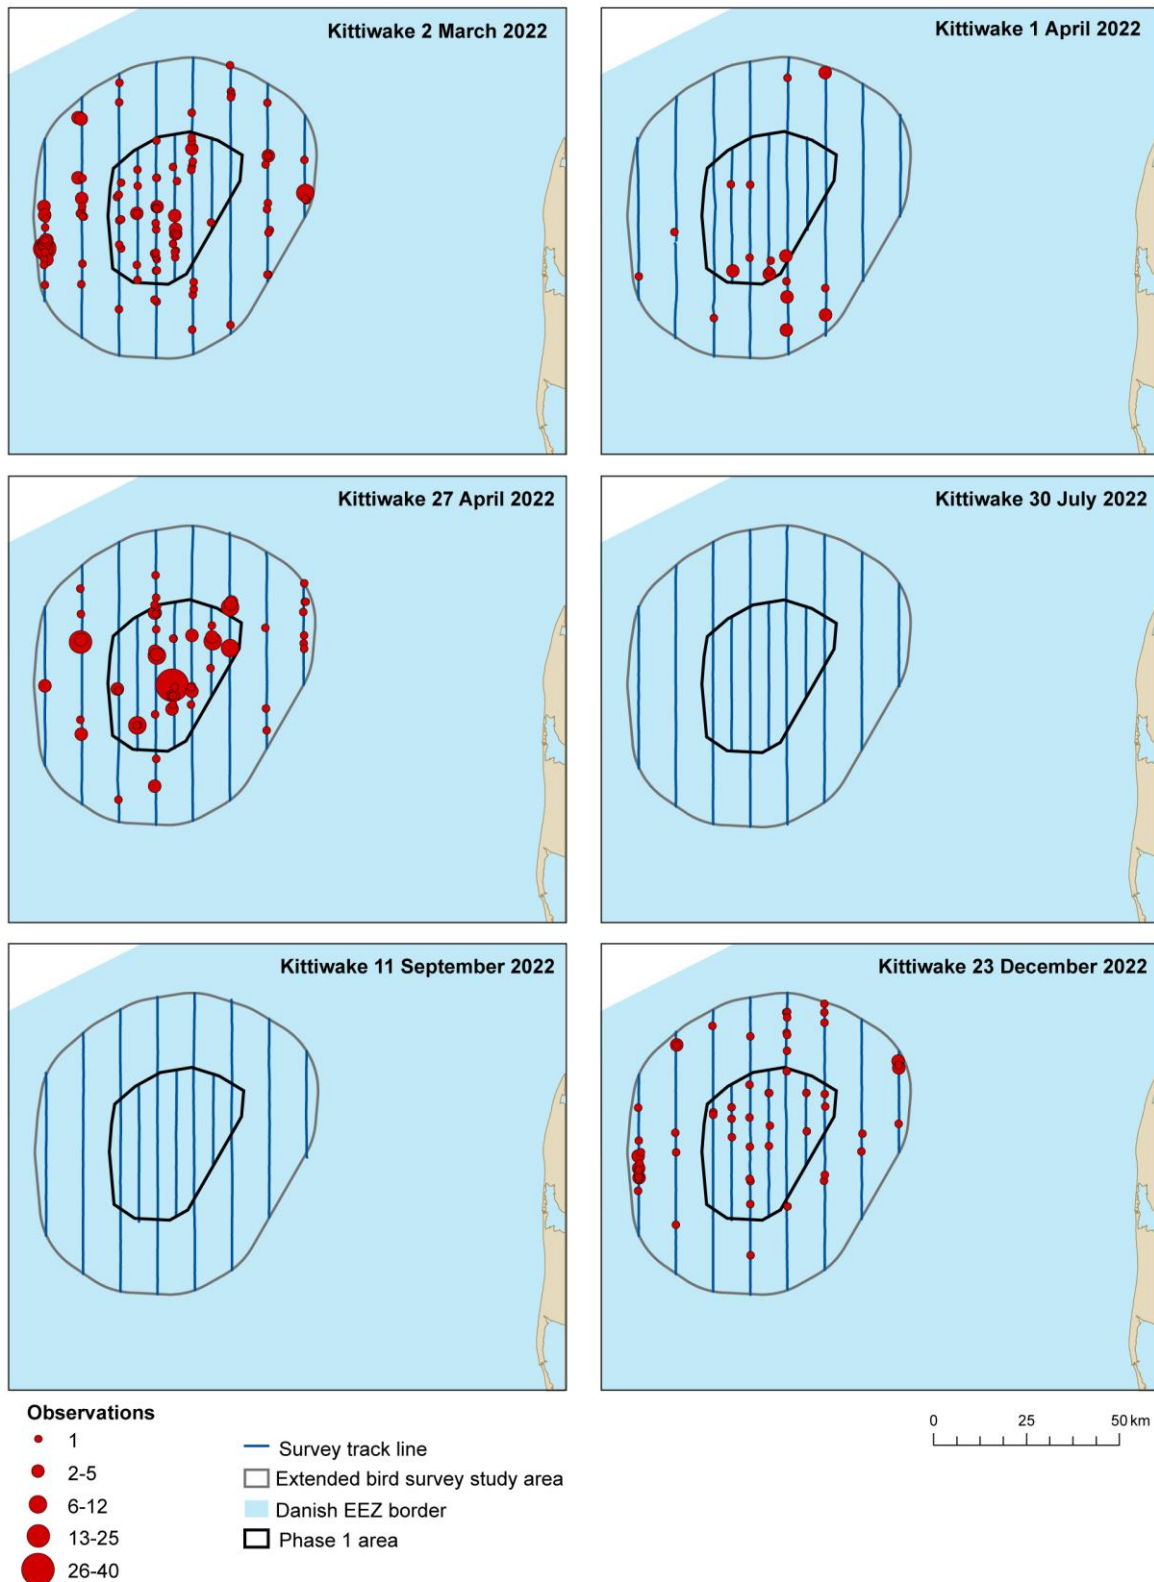 Kittiwake 2 March 2022
Kittiwake 1 April 2022
Kittiwake 27 April 2022
Kittiwake 30 July 2022
Kittiwake 11 September 2022
Kittiwake 23 December 2022
Observations
1
2-5
6-12
13-25
26-40
Survey track line
Extended bird survey study area
Danish EEZ border
Phase 1 area
0 25 50 km